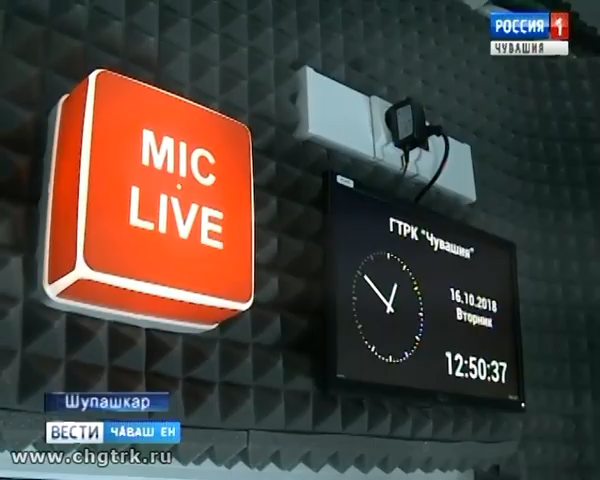 РОССИЯ 1
ЧУВАШИЯ
MIC
LIVE
ГТРК "Чувашия"
16.10.2018
Вторник
12:50:37
Шупашкар
ВЕСТИ ЧӐВАШ ЕН
www.chgtrk.ru